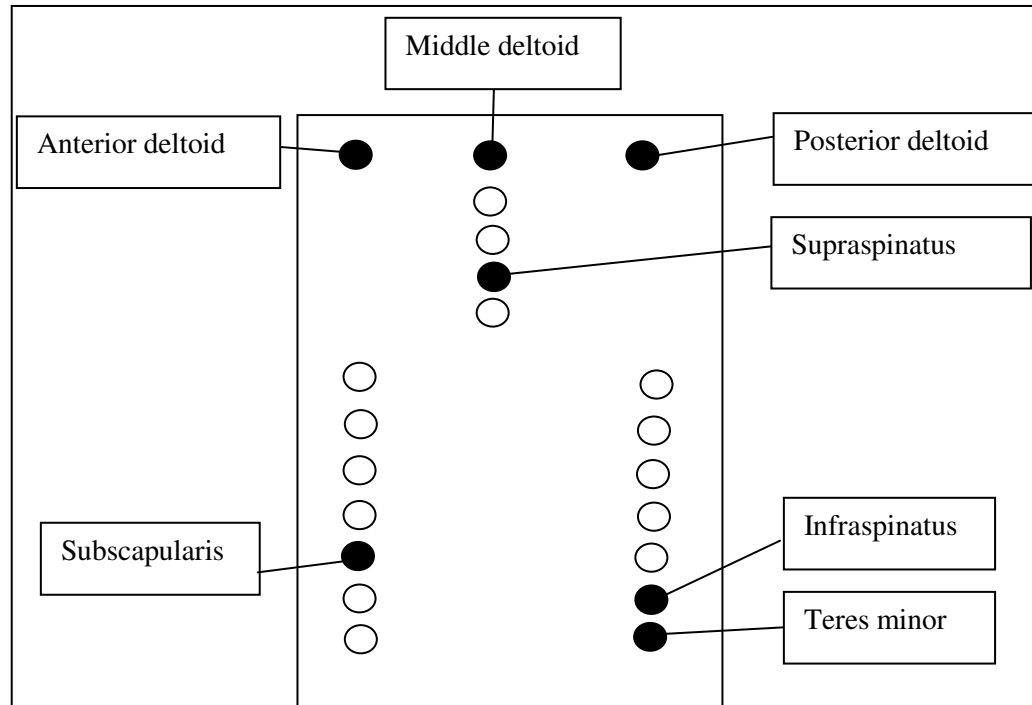 Middle deltoid
Anterior deltoid
Posterior deltoid
Supraspinatus
Subscapularis
Infraspinatus
Teres minor